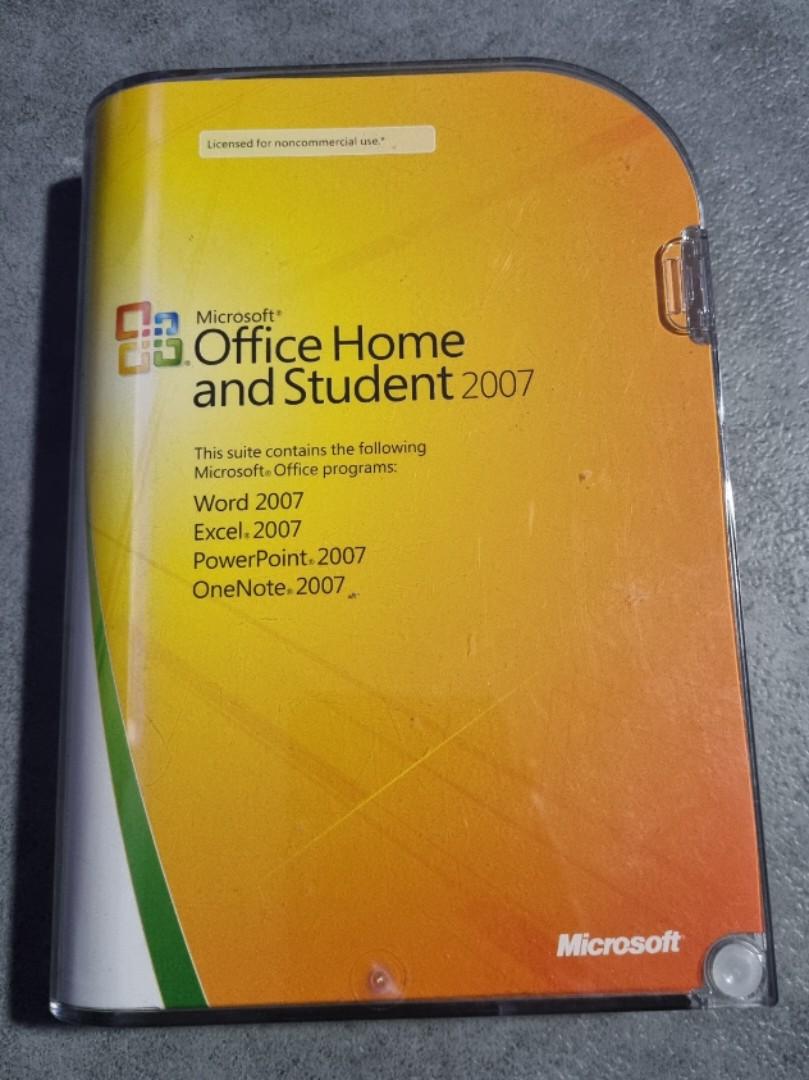 Licensed for noncommercial use.*
Microsoft®
Office Home
and Student 2007
This suite contains the following
Microsoft® Office programs:
Word 2007
Excel® 2007
PowerPoint® 2007
OneNote® 2007
Microsoft